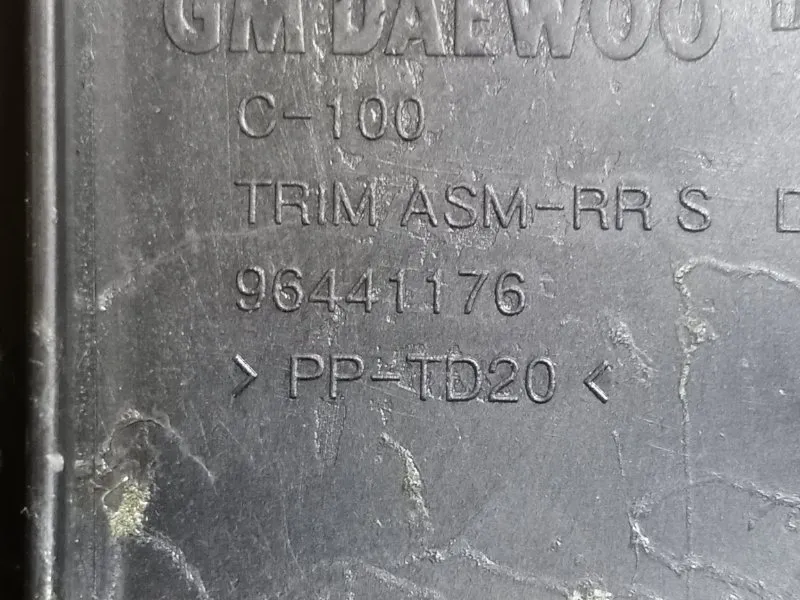 GM DAEWOO
C-100
TRIM ASM-RR S D
96441176
> PP-TD20 <